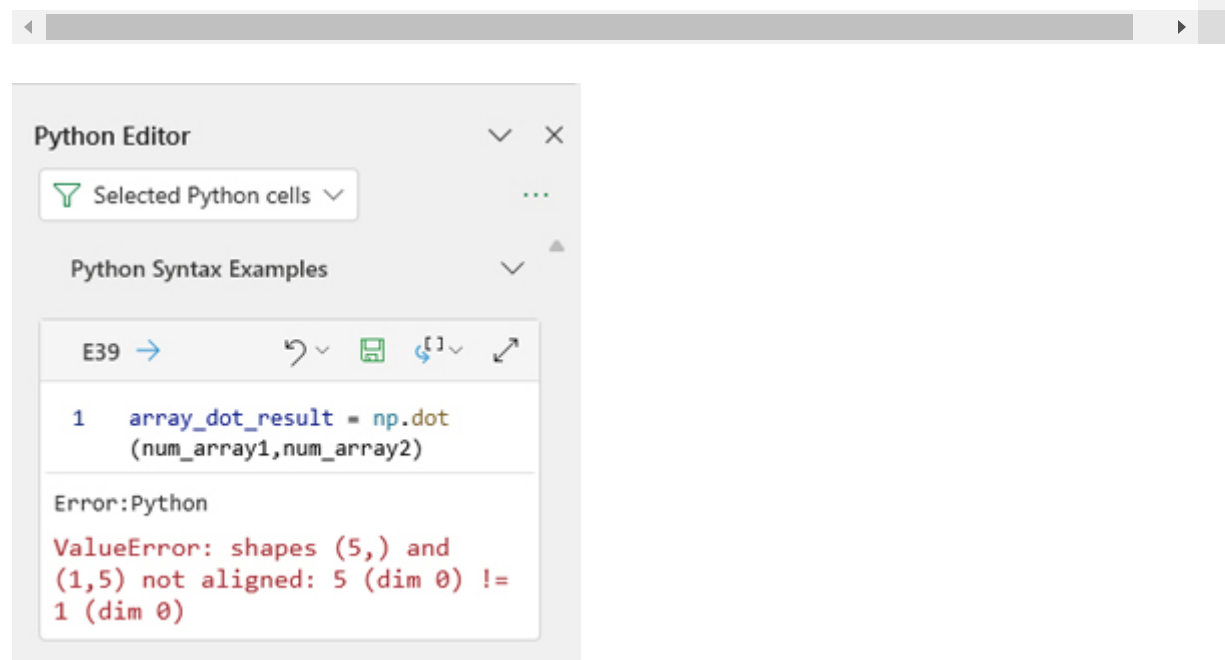 Python Editor
Selected Python cells
Python Syntax Examples
E39
1 array_dot_result = np.dot
(num_array1,num_array2)
Error:Python
ValueError: shapes (5,) and
(1,5) not aligned: 5 (dim 0) !=
1 (dim 0)